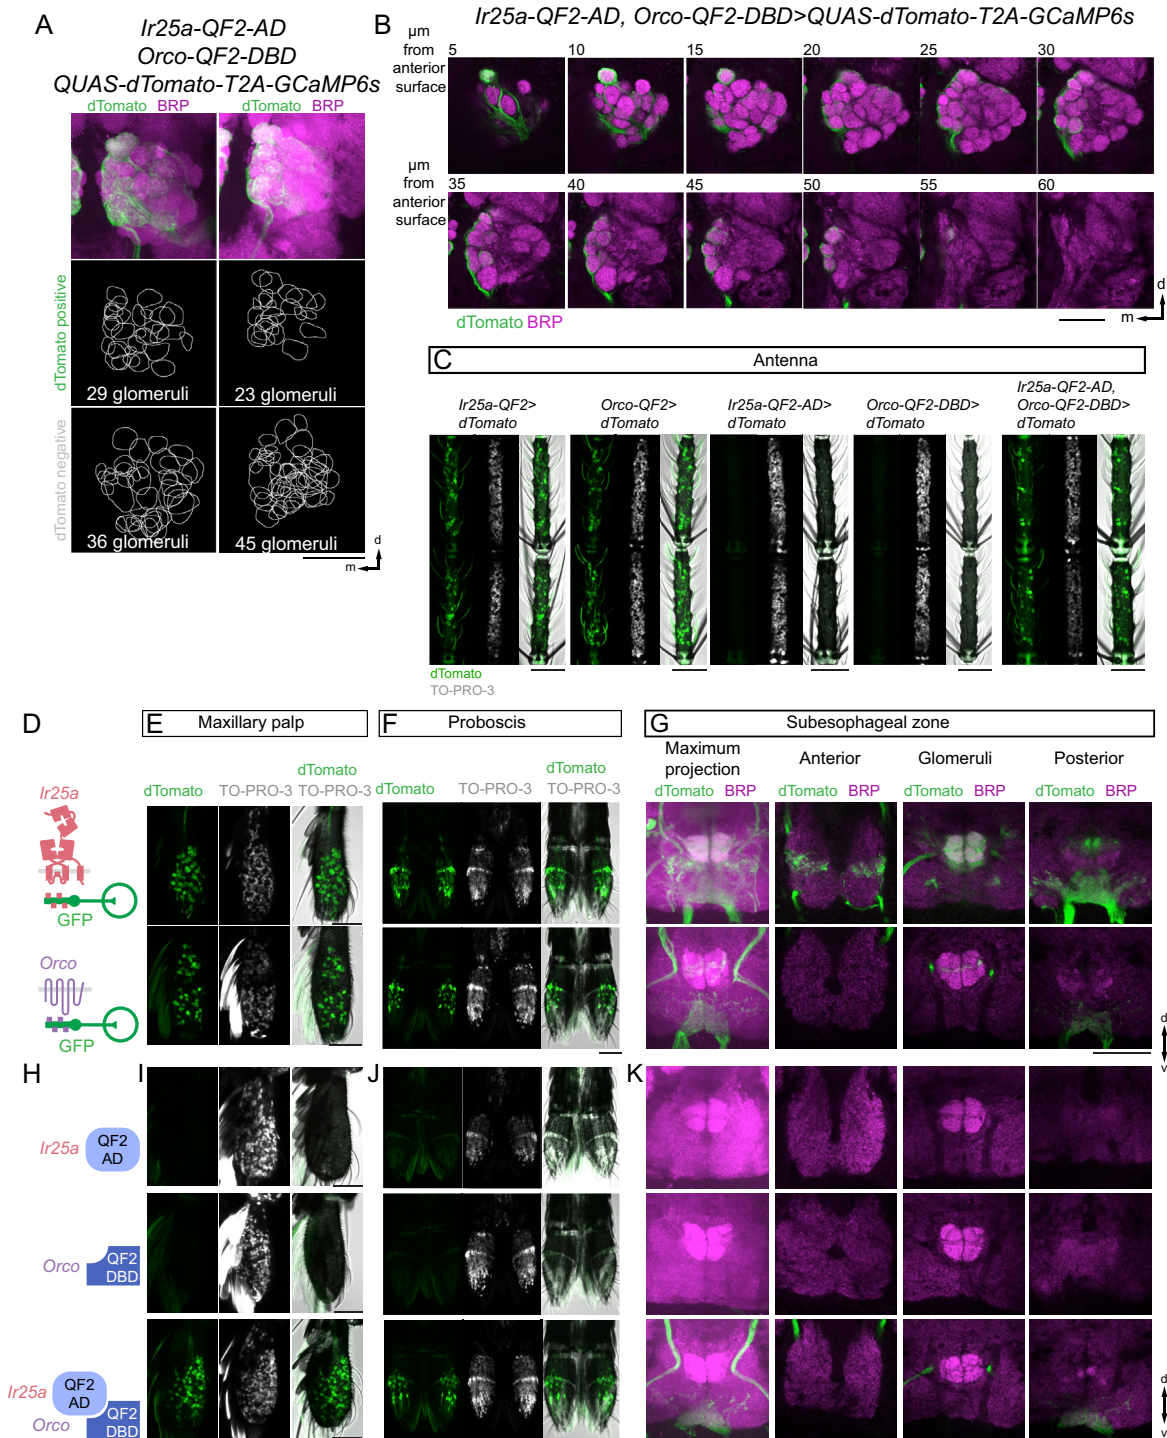 A
Ir25a-QF2-AD
Orco-QF2-DBD
QUAS-dTomato-T2A-GCaMP6s
dTomato BRP
dTomato BRP
dTomato positive
29 glomeruli
23 glomeruli
dTomato negative
36 glomeruli
45 glomeruli
d
m
B
Ir25a-QF2-AD, Orco-QF2-DBD>QUAS-dTomato-T2A-GCaMP6s
µm
from
anterior
surface
5
10
15
20
25
30
µm
from
anterior
surface
35
40
45
50
55
60
dTomato BRP
d
m
C
Antenna
Ir25a-QF2>
dTomato
Orco-QF2>
dTomato
Ir25a-QF2-AD>
dTomato
Orco-QF2-DBD>
dTomato
Ir25a-QF2-AD,
Orco-QF2-DBD>
dTomato
dTomato
TO-PRO-3
D
Ir25a
GFP
Orco
GFP
E
Maxillary palp
dTomato
TO-PRO-3
dTomato
TO-PRO-3
F
Proboscis
dTomato
TO-PRO-3
dTomato
TO-PRO-3
G
Subesophageal zone
Maximum
projection
Anterior
Glomeruli
Posterior
dTomato BRP
dTomato BRP
dTomato BRP
dTomato BRP
d
v
H
Ir25a
QF2
AD
Orco
QF2
DBD
Ir25a
QF2
AD
Orco
QF2
DBD
I
J
K
d
v